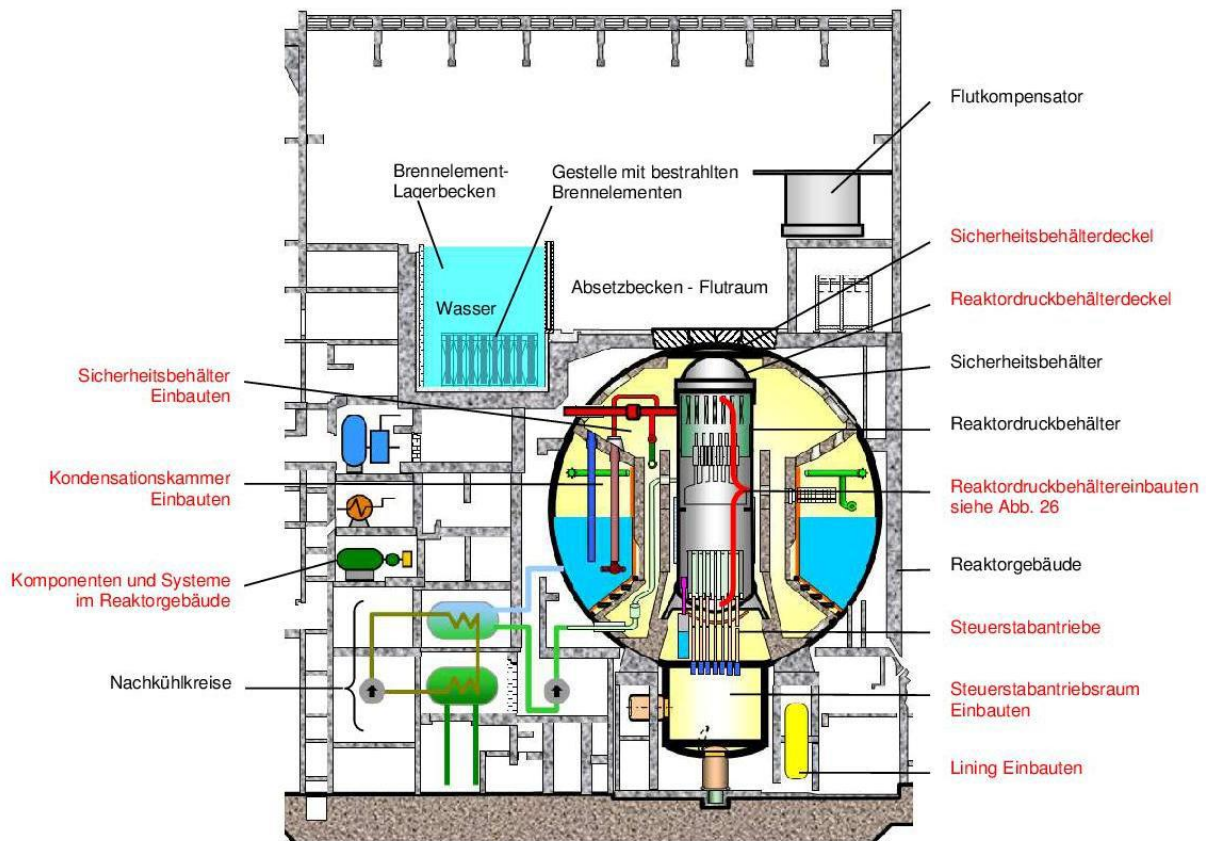 Flutkompensator
Brennelement-
Lagerbecken
Gestelle mit bestrahlten
Brennelementen
Sicherheitsbehälterdeckel
Absetzbecken - Flutraum
Reaktordruckbehälterdeckel
Wasser
Sicherheitsbehälter
Sicherheitsbehälter
Einbauten
Reaktordruckbehälter
Kondensationskammer
Einbauten
Reaktordruckbehältereinbauten
siehe Abb. 26
Reaktorgebäude
Komponenten und Systeme
im Reaktorgebäude
Steuerstabantriebe
Nachkühlkreise
Steuerstabantriebsraum
Einbauten
Lining Einbauten